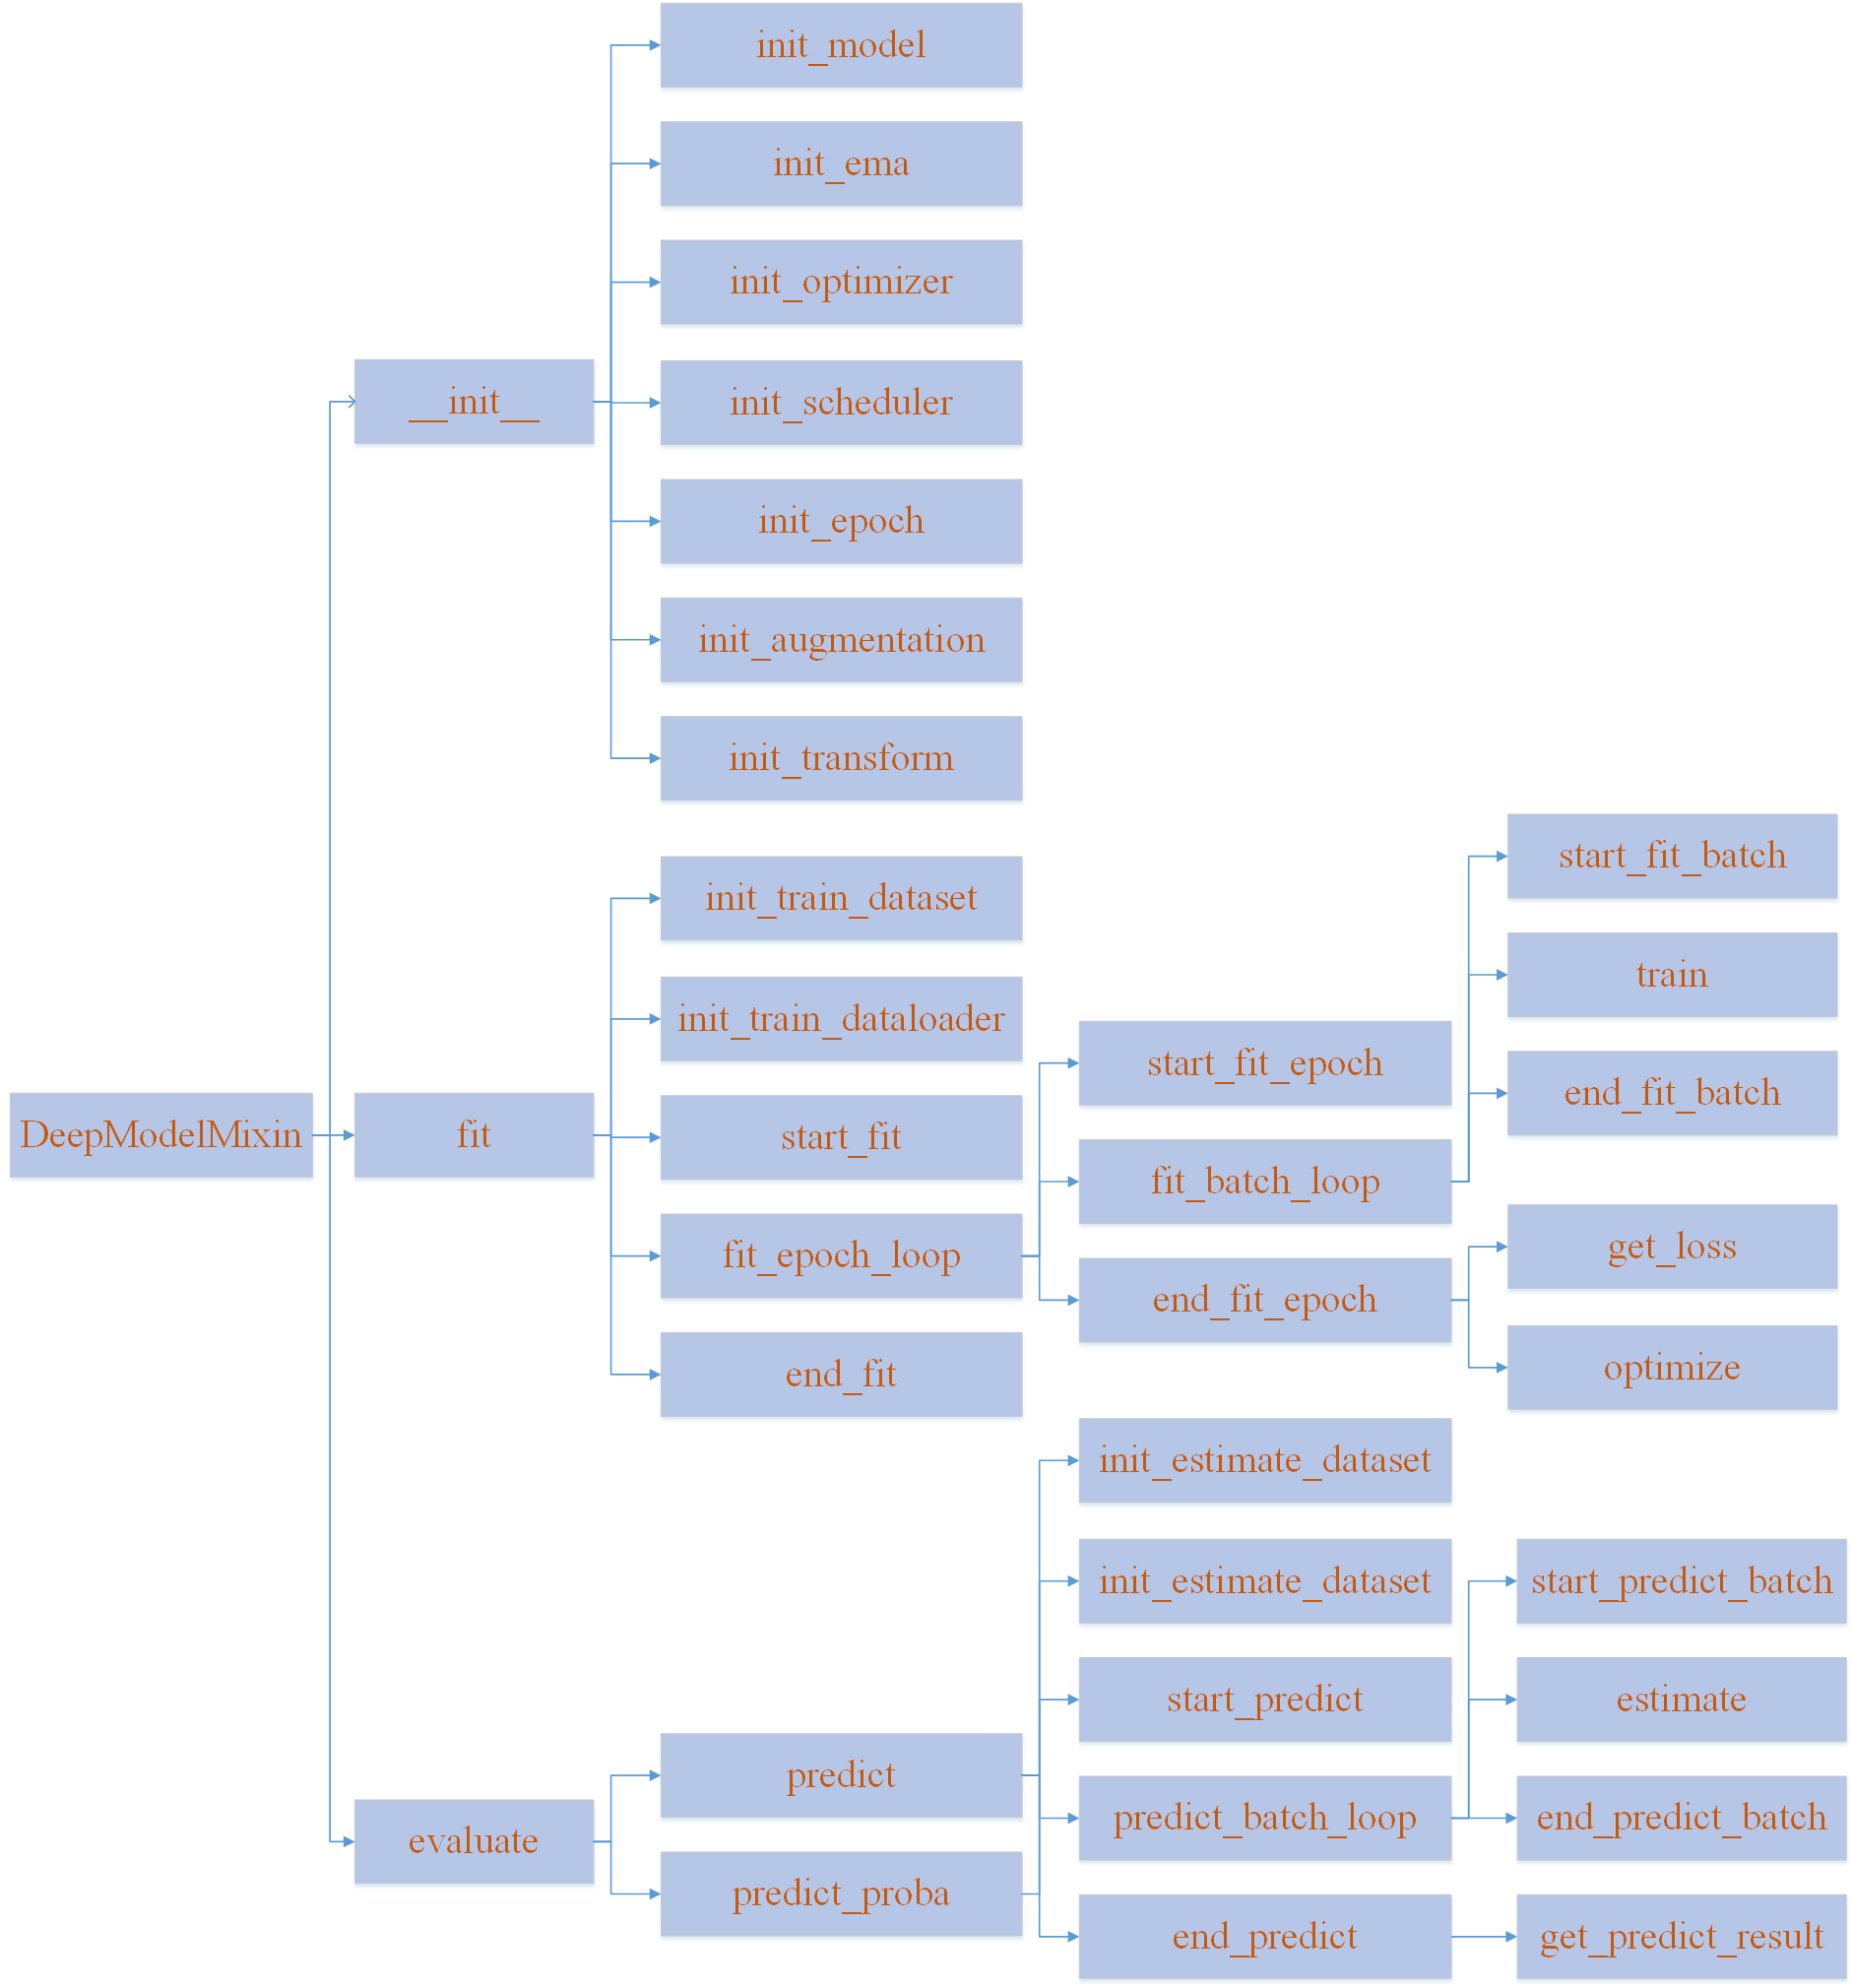 DeepModelMixin
__init__
init_model
init_ema
init_optimizer
init_scheduler
init_epoch
init_augmentation
init_transform
fit
init_train_dataset
init_train_dataloader
start_fit
fit_epoch_loop
start_fit_epoch
fit_batch_loop
start_fit_batch
train
end_fit_batch
end_fit_epoch
get_loss
optimize
end_fit
evaluate
predict
predict_proba
init_estimate_dataset
init_estimate_dataset
start_predict
predict_batch_loop
start_predict_batch
estimate
end_predict_batch
end_predict
get_predict_result